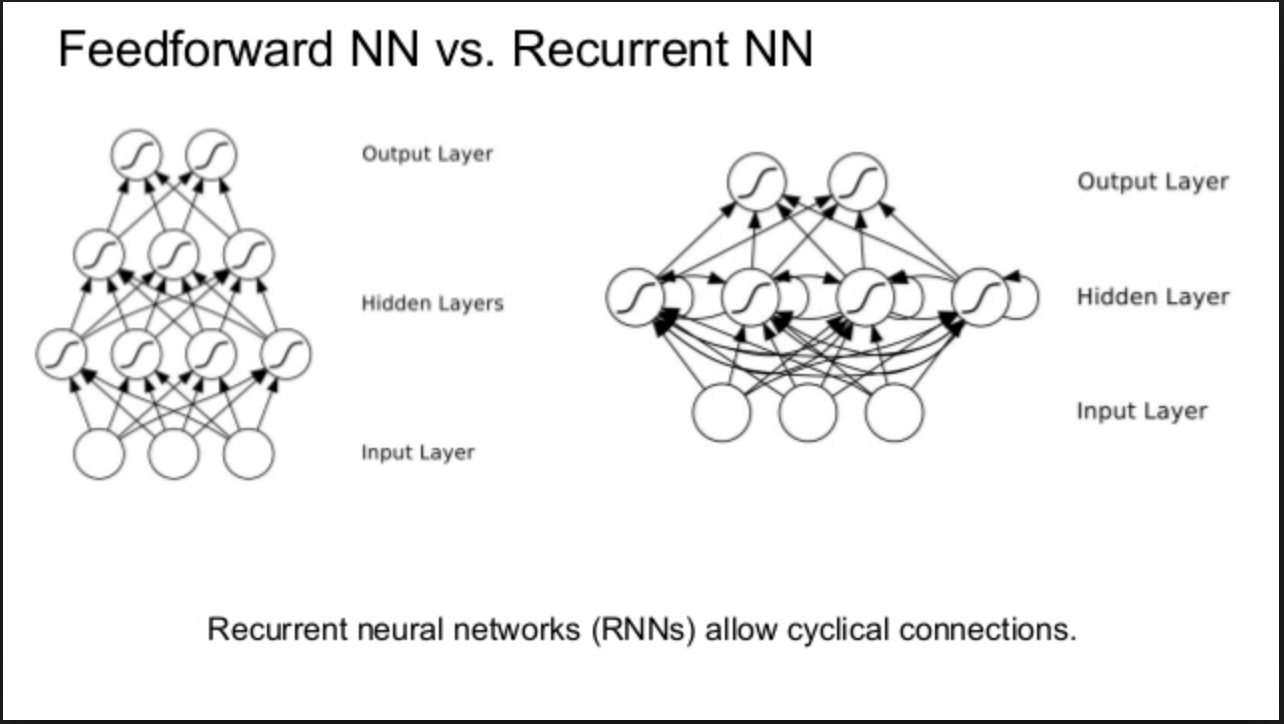 Feedforward NN vs. Recurrent NN
Output Layer
Hidden Layers
Input Layer
Output Layer
Hidden Layer
Input Layer
Recurrent neural networks (RNNs) allow cyclical connections.